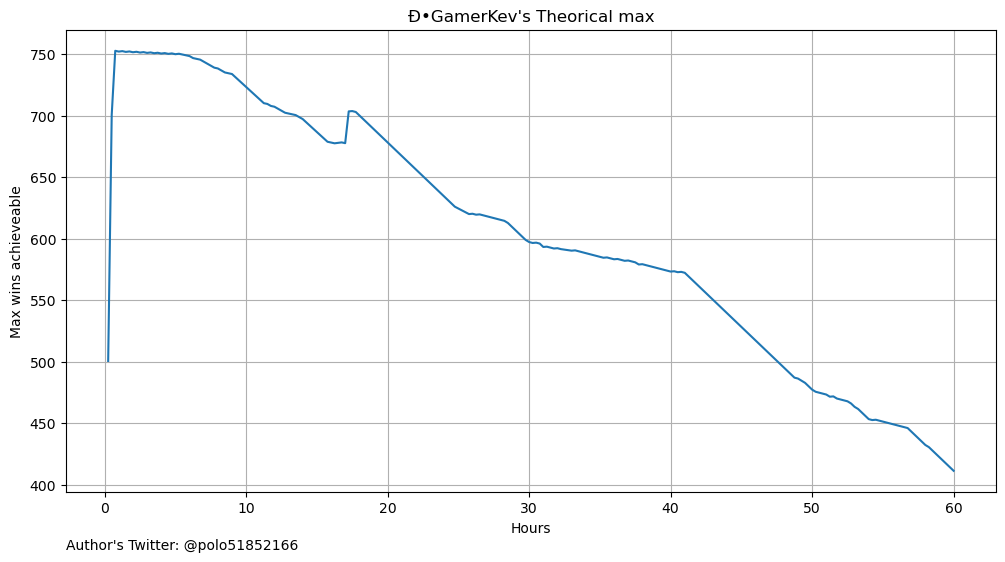 Ð•GamerKev's Theorical max
Max wins achieveable
750
700
650
600
550
500
450
400
0 10 20 30 40 50 60
Hours
Author's Twitter: @polo51852166